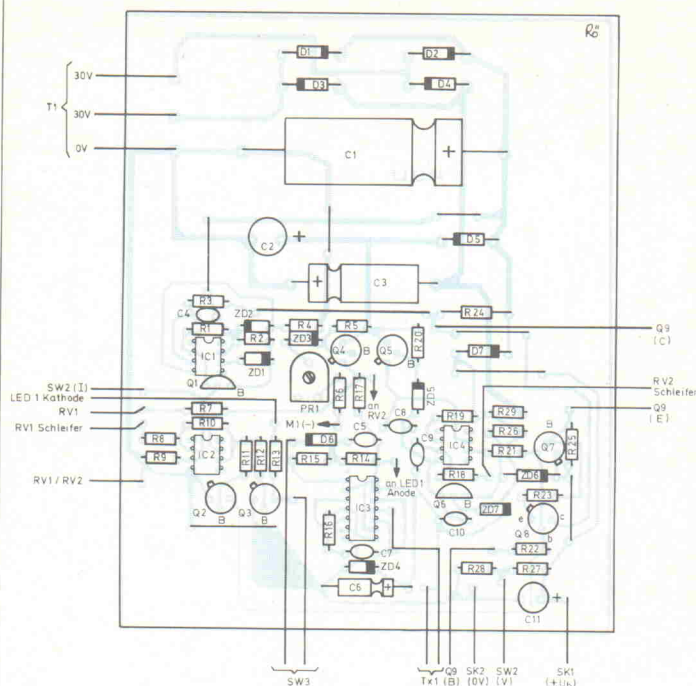 Rö
D1
D2
30V
D3
D4
T1
30V
0V
C1
+
C2
+
D5
+
C3
R3
C4
ZD2
R24
R1
R4
R5
R2
ZD3
R20
Q9
(C)
IC1
Q4
B
Q5
B
D7
ZD1
SW2 (I)
Q1
B
PR1
R6
R17
ZD5
RV2
Schleifer
LED 1 Kathode
an
RV2
RV1
R7
C8
R19
R29
Q9
(E)
RV1 Schleifer
R10
M1(-)
R8
D6
C5
IC4
R26
B
R25
IC2
R11
R12
R13
C9
R21
Q7
R9
R15
R14
R18
ZD6
RV1 / RV2
an LED1
Anode
R23
Q2
B
Q3
B
IC3
Q6
B
ZD7
e
c
Q8
b
R16
C10
C7
R22
ZD4
R28
R27
C6
+
C11
+
SW3
Tx1
Q9
(B)
SK2
(0V)
SW2
(V)
SK1